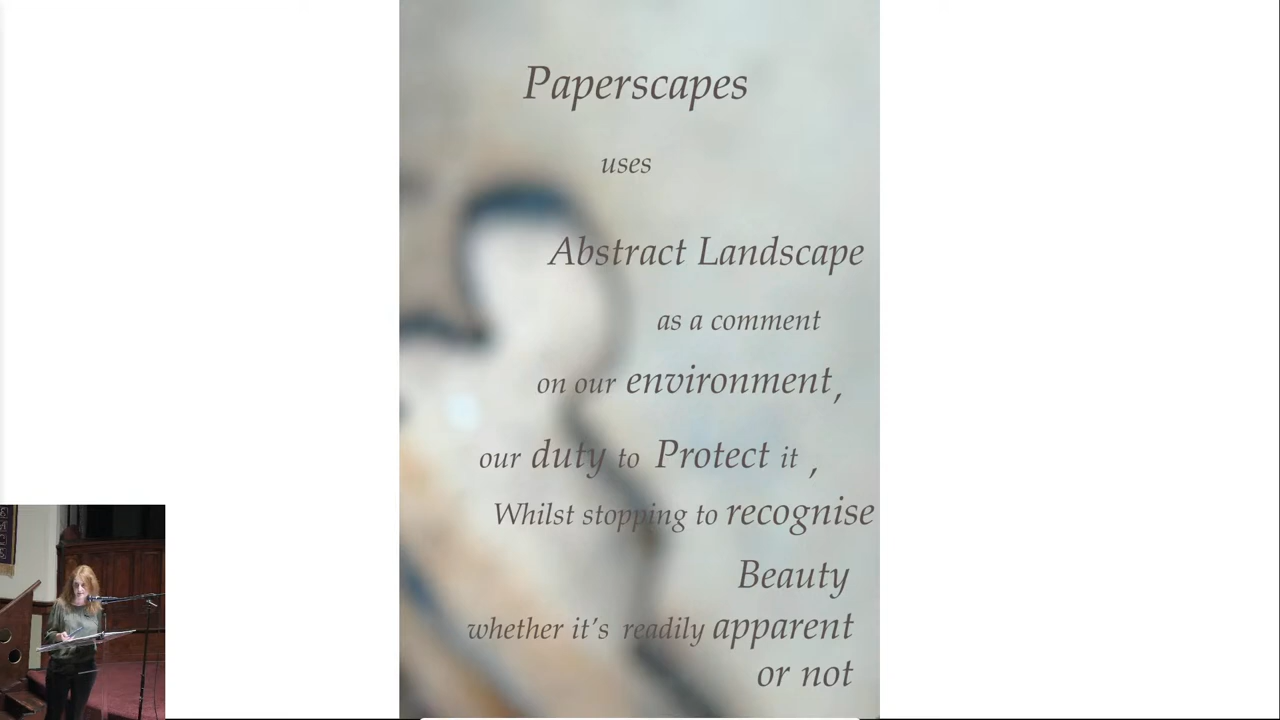 Paperscapes
uses
Abstract Landscape
as a comment
on our environment,
our duty to Protect it ,
Whilst stopping to recognise
Beauty
whether it's readily apparent
or not